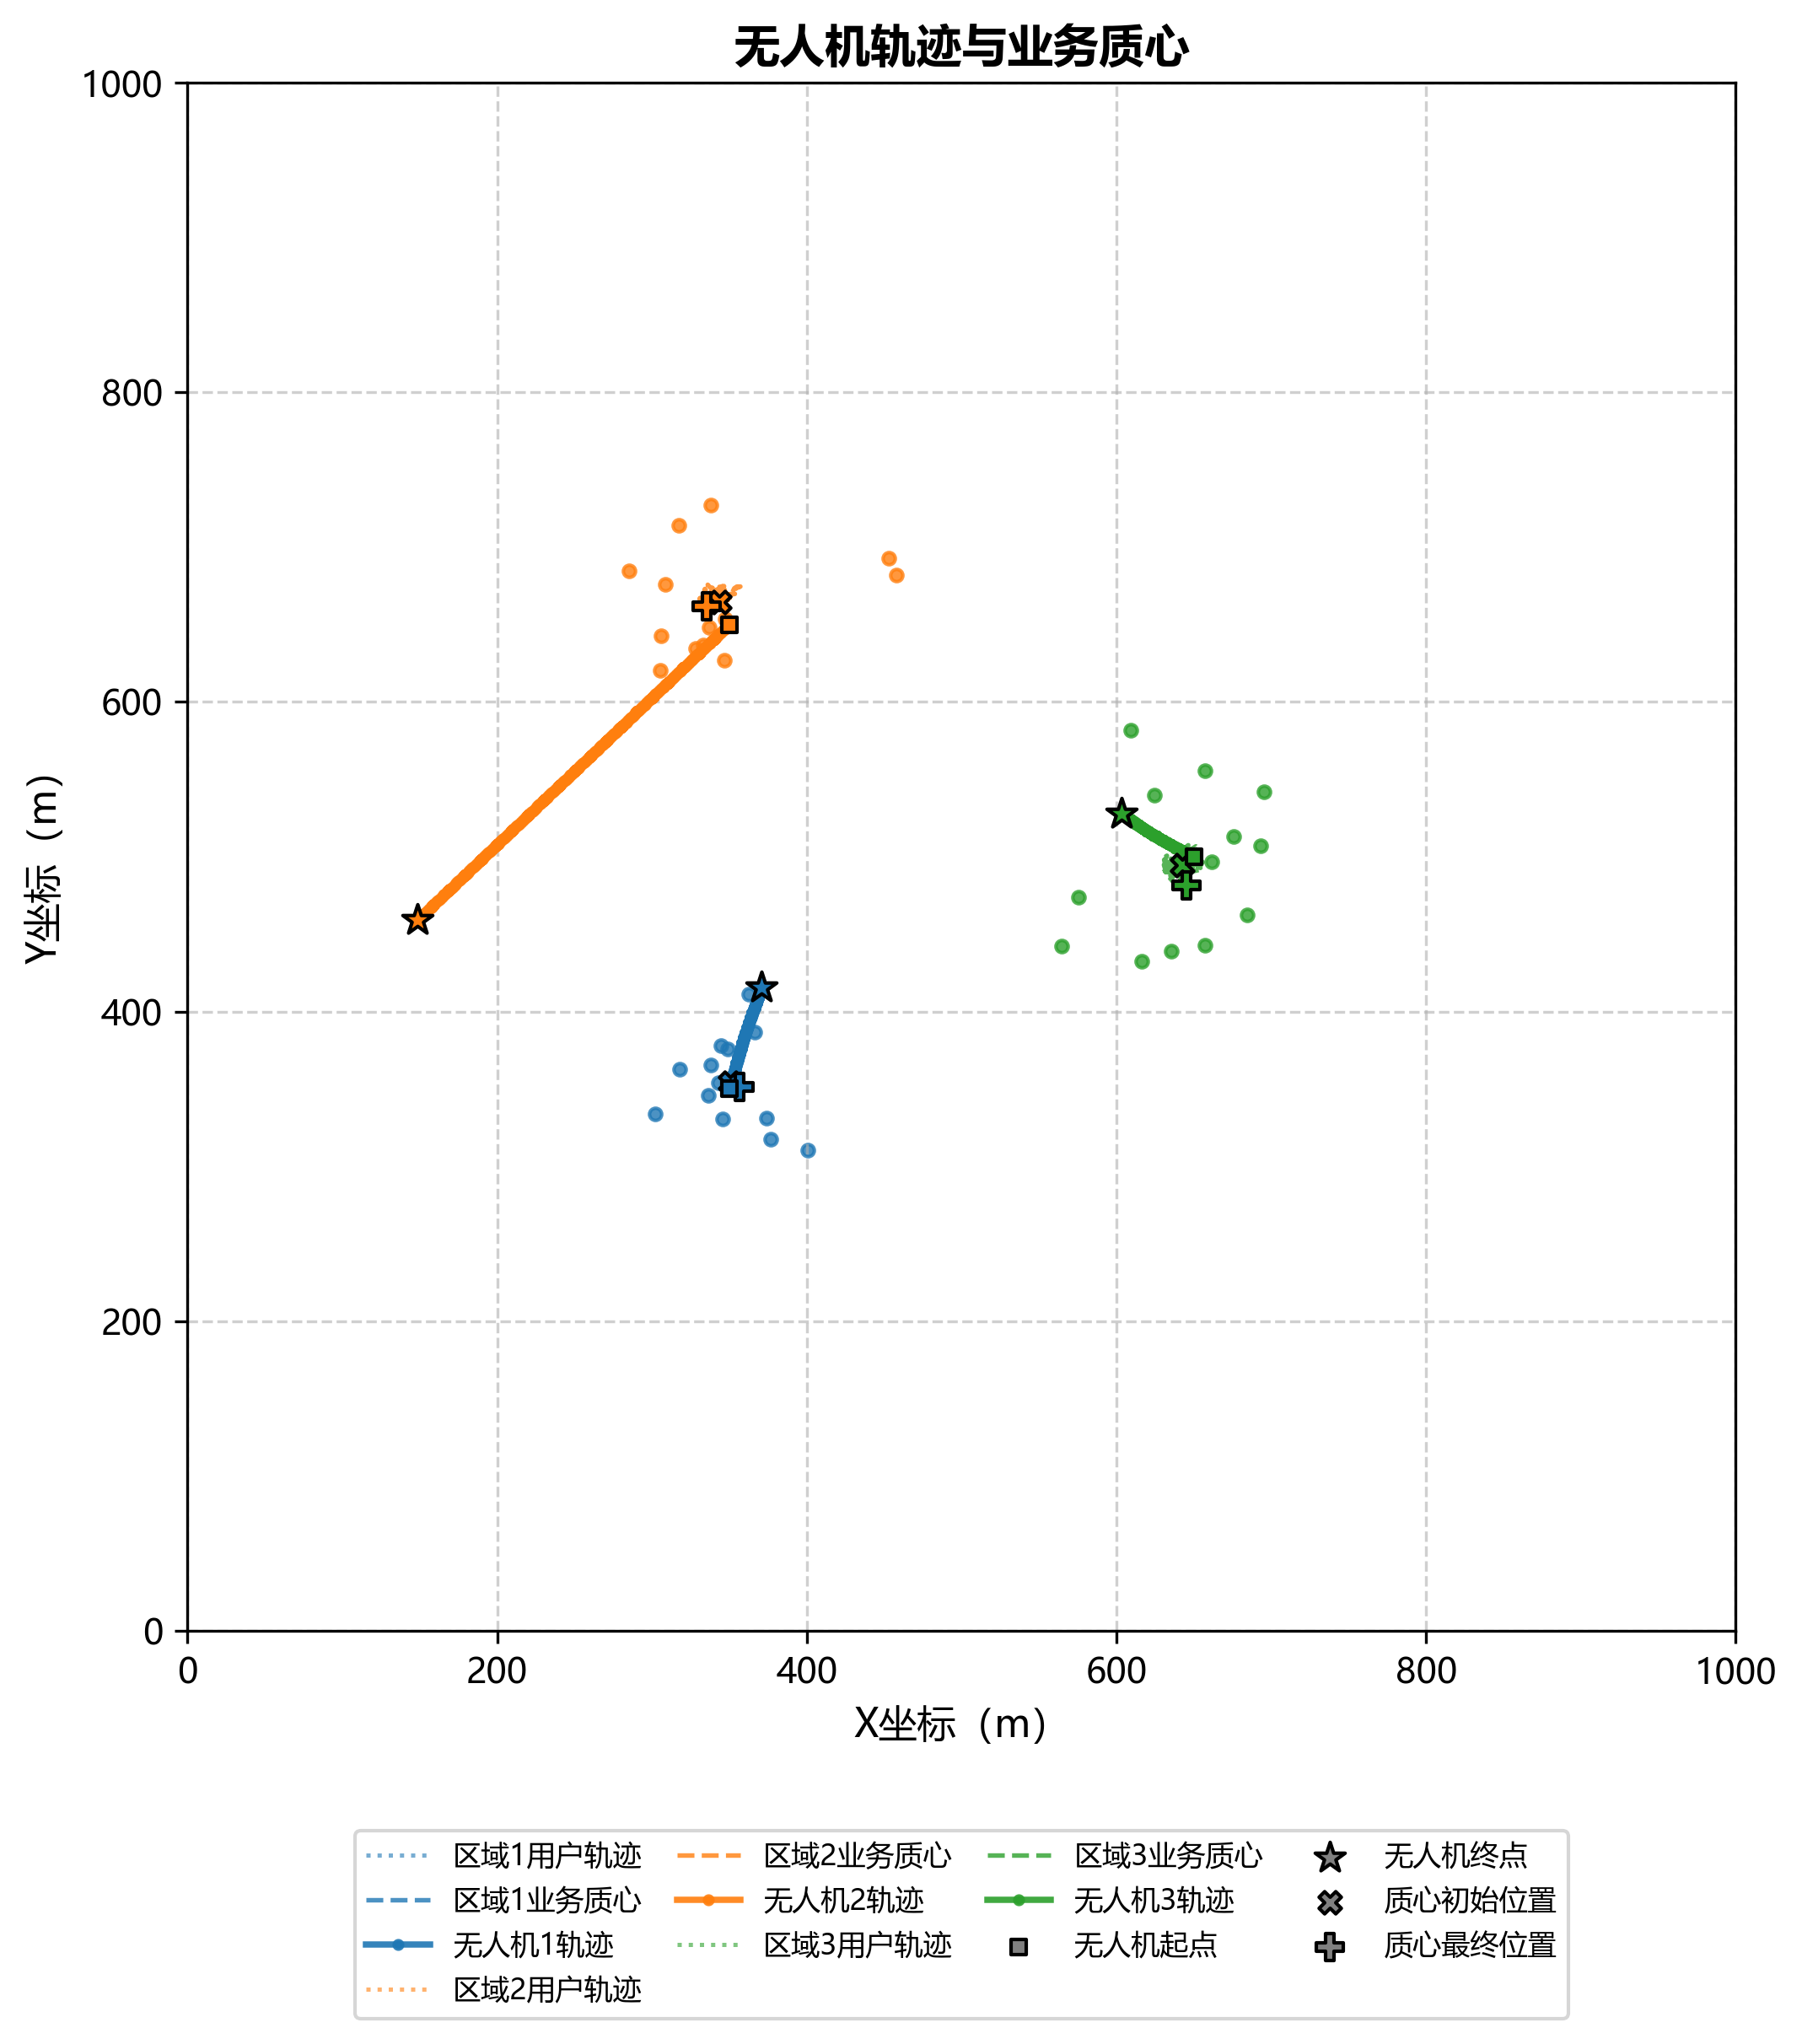 无人机轨迹与业务质心
1000
800
600
400
200
0
Y坐标（m）
0 200 400 600 800 1000
X坐标（m）
区域1用户轨迹
区域1业务质心
无人机1轨迹
区域2用户轨迹
区域2业务质心
无人机2轨迹
区域3用户轨迹
区域3业务质心
无人机3轨迹
无人机起点
无人机终点
质心初始位置
质心最终位置